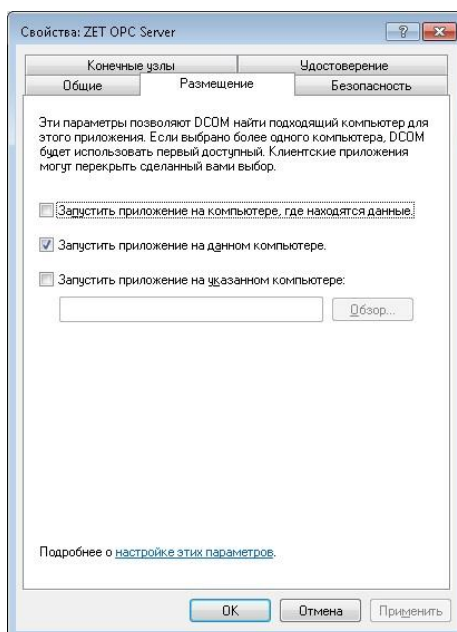 Свойства: ZET OPC Server
Конечные узлы
Удостоверение
Общие
Размещение
Безопасность
Эти параметры позволяют DCOM найти подходящий компьютер для
этого приложения. Если выбрано более одного компьютера, DCOM
будет использовать первый доступный. Клиентские приложения
могут перекрыть сделанный вами выбор.
Запустить приложение на компьютере, где находятся данные.
Запустить приложение на данном компьютере.
Запустить приложение на указанном компьютере:
Обзор...
Подробнее о настройке этих параметров.
OK
Отмена
Применить